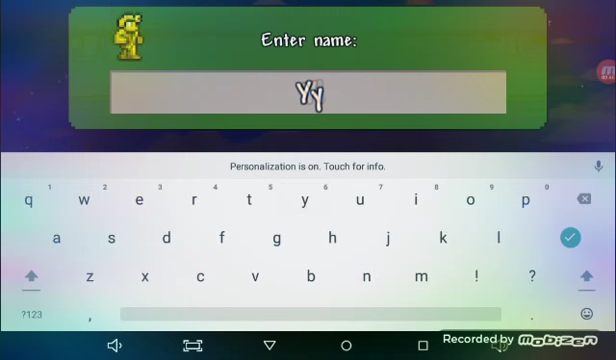 Enter name:
Yy
Personalization is on. Touch for info.
1 2 3 4 5 6 7 8 9 0
q w e r t y u i o p
a s d f g h j k l
z x c v b n m ! ?
?123 , .
Recorded by mobizen